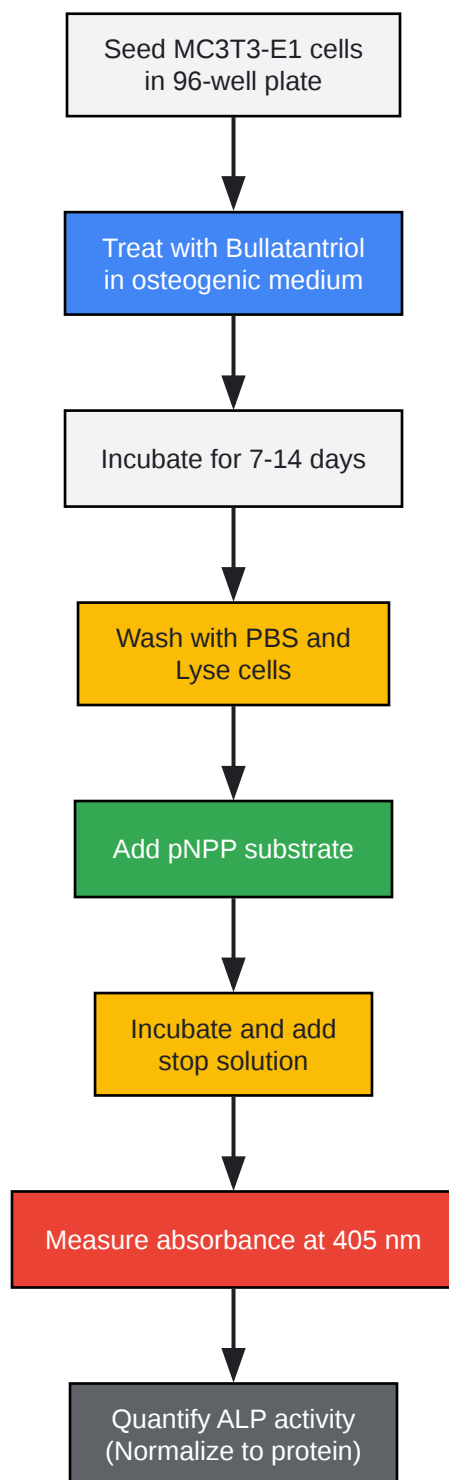 Seed MC3T3-E1 cells
in 96-well plate
Treat with Bullatantriol
in osteogenic medium
Incubate for 7-14 days
Wash with PBS and
Lyse cells
Add pNPP substrate
Incubate and add
stop solution
Measure absorbance at 405 nm
Quantify ALP activity
(Normalize to protein)